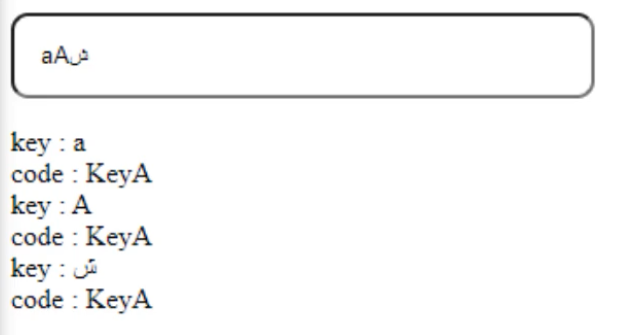 aAش
key : a
code : KeyA
key : A
code : KeyA
key : ش
code : KeyA